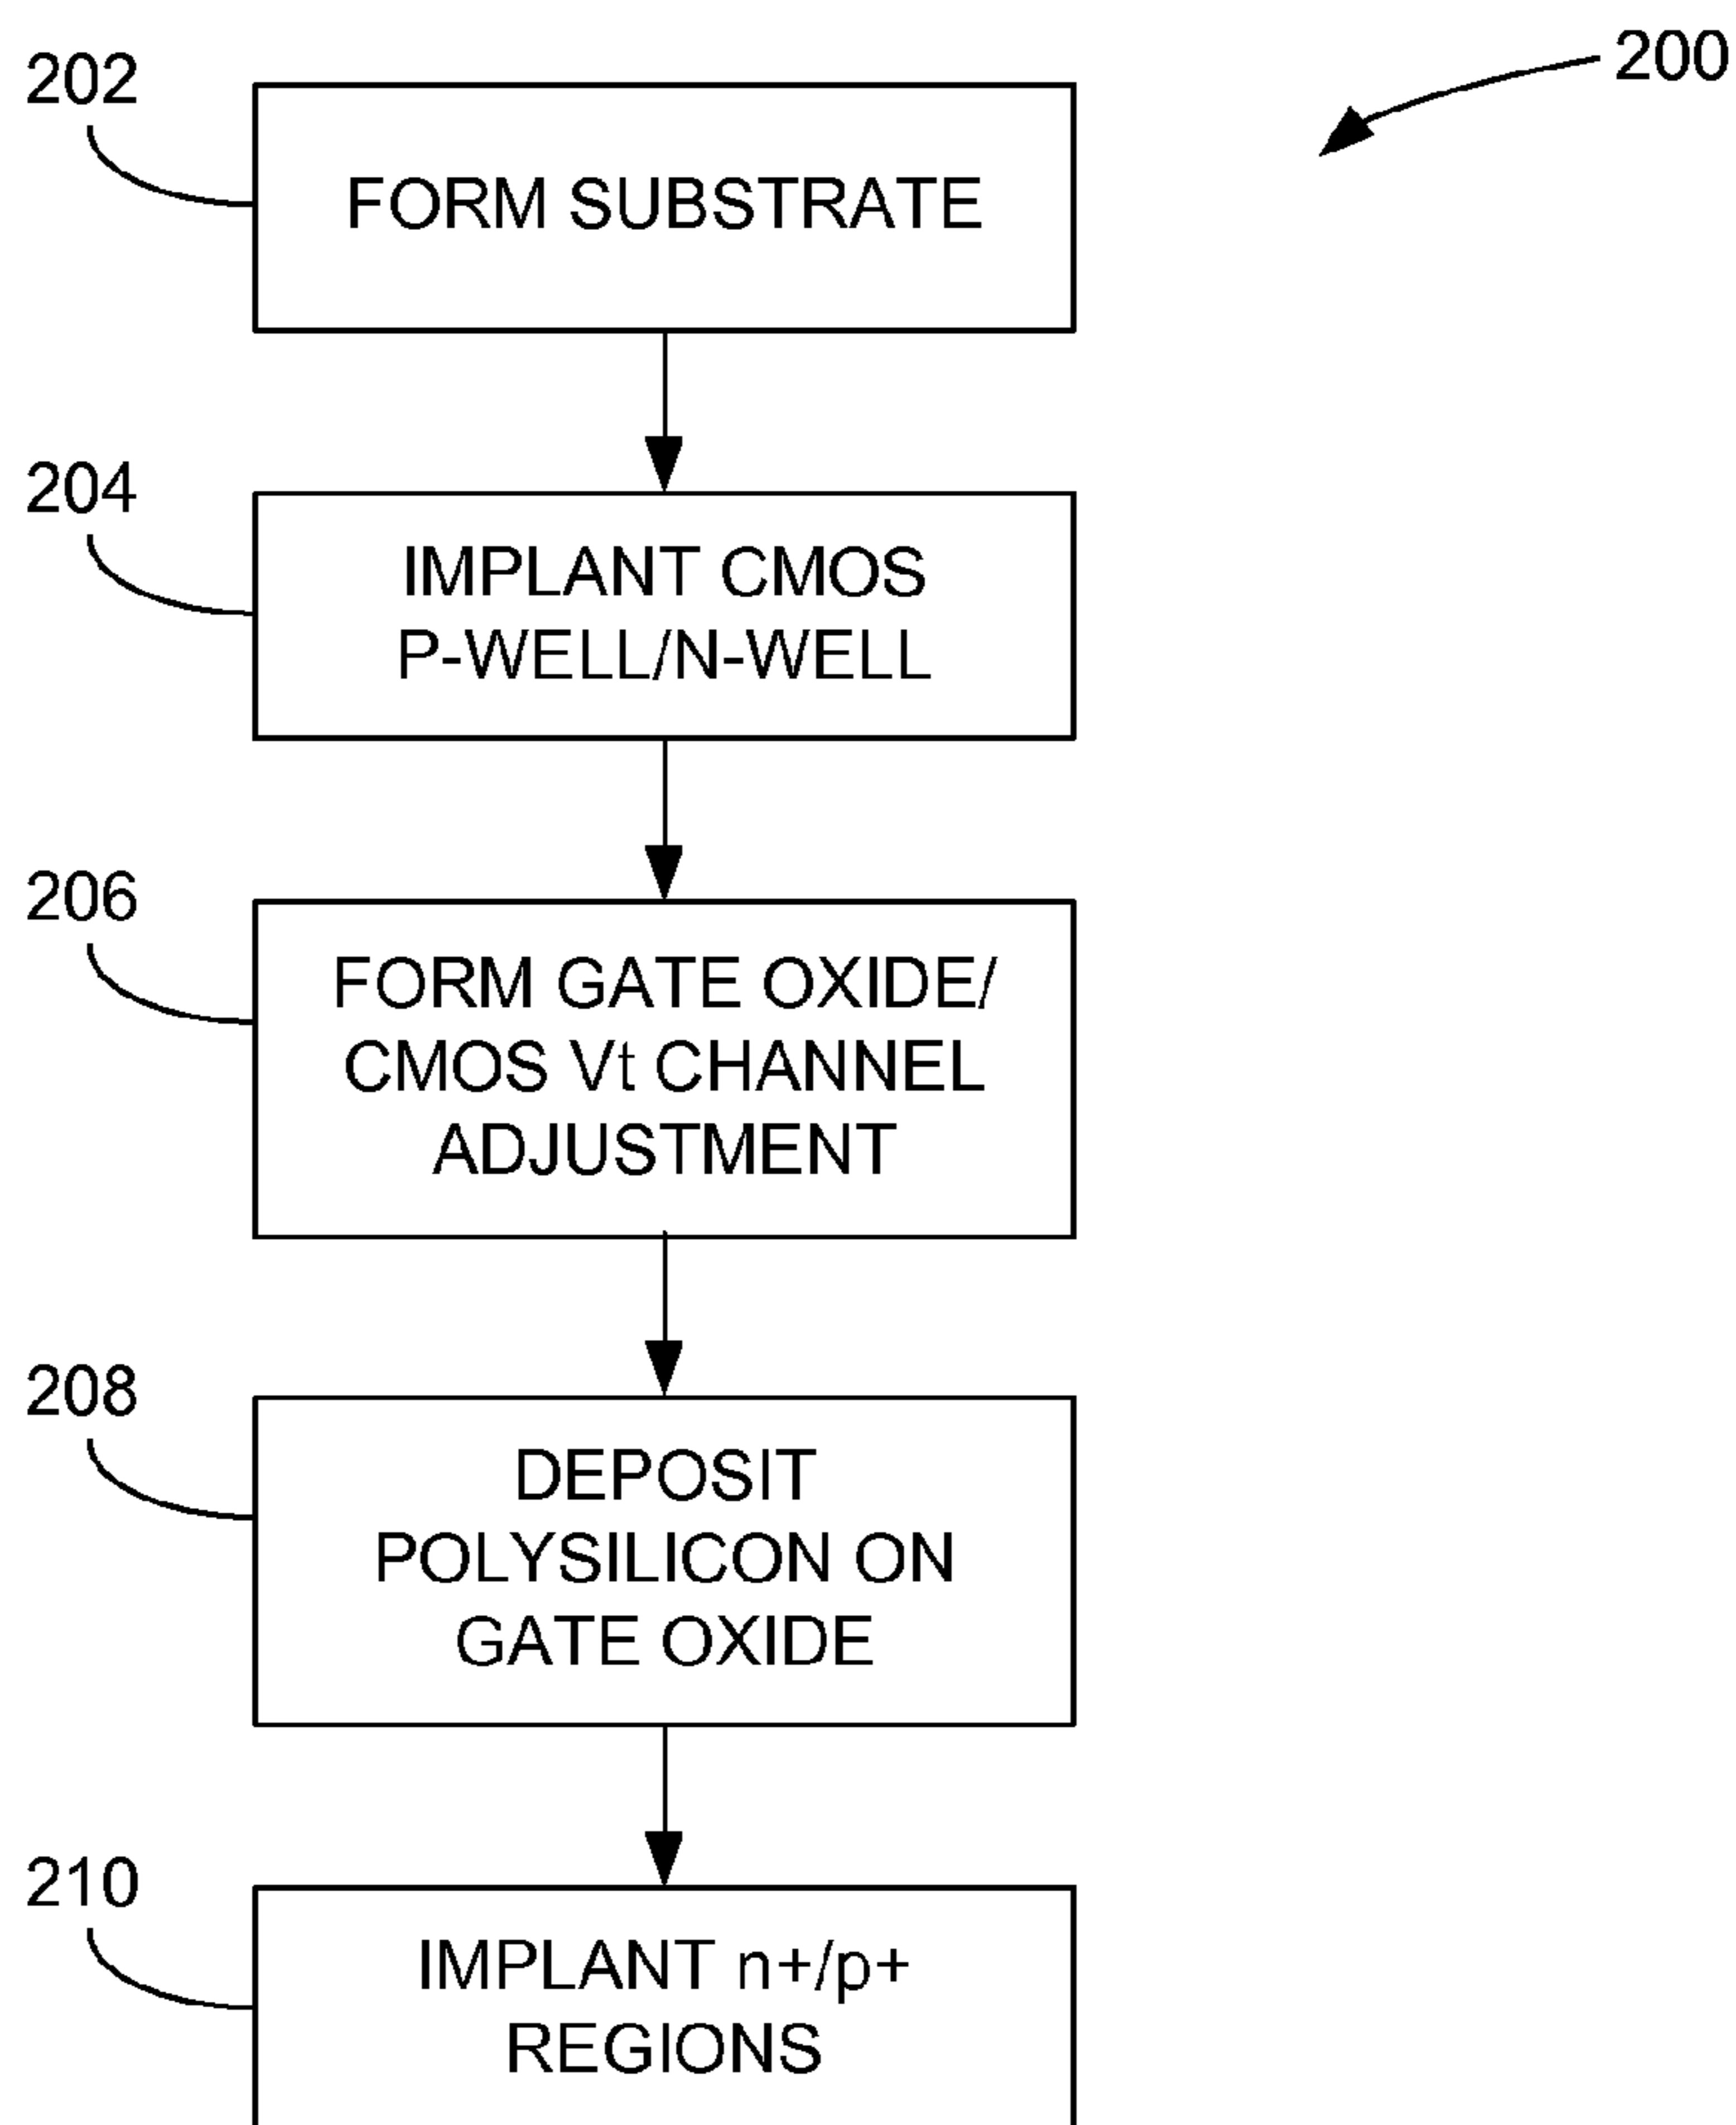 200
202
FORM SUBSTRATE
204
IMPLANT CMOS
P-WELL/N-WELL
206
FORM GATE OXIDE/
CMOS Vt CHANNEL
ADJUSTMENT
208
DEPOSIT
POLYSILICON ON
GATE OXIDE
210
IMPLANT n+/p+
REGIONS